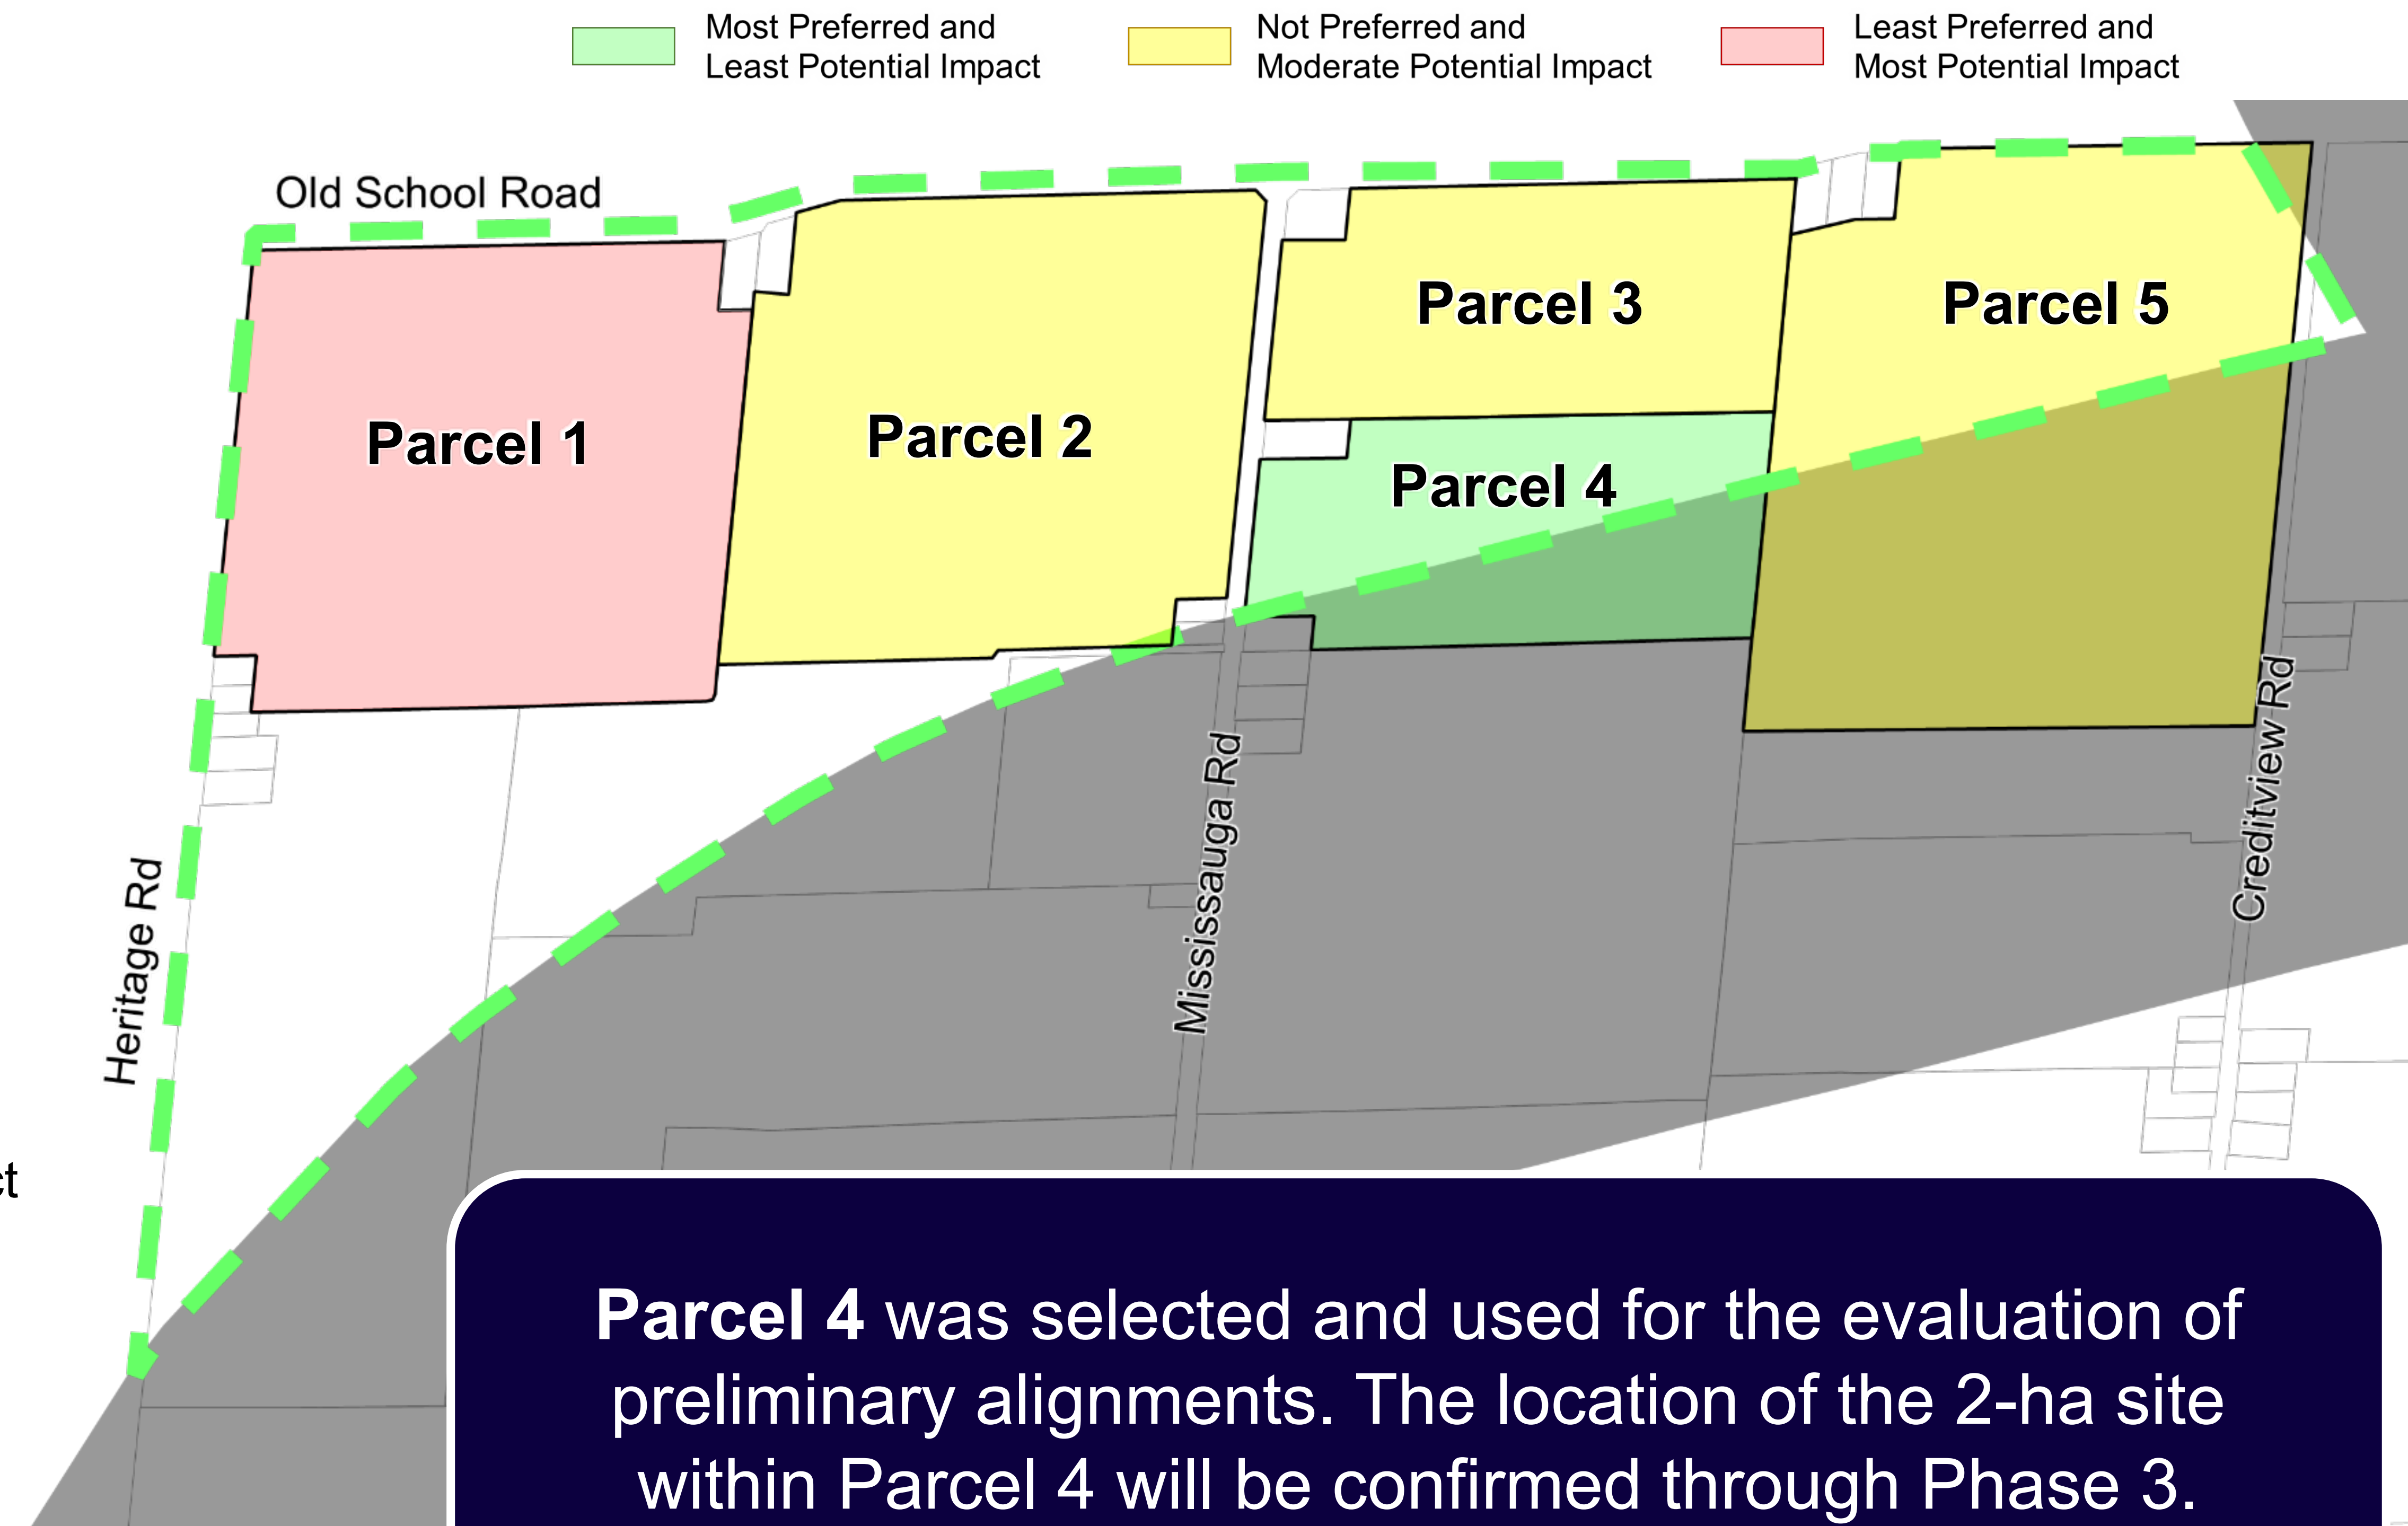 Most Preferred and
Least Potential Impact
Not Preferred and
Moderate Potential Impact
Least Preferred and
Most Potential Impact
Old School Road
Parcel 1
Parcel 2
Parcel 3
Parcel 4
Parcel 5
Heritage Rd
Mississauga Rd
Creditview Rd
ct
Parcel 4 was selected and used for the evaluation of
preliminary alignments. The location of the 2-ha site
within Parcel 4 will be confirmed through Phase 3.